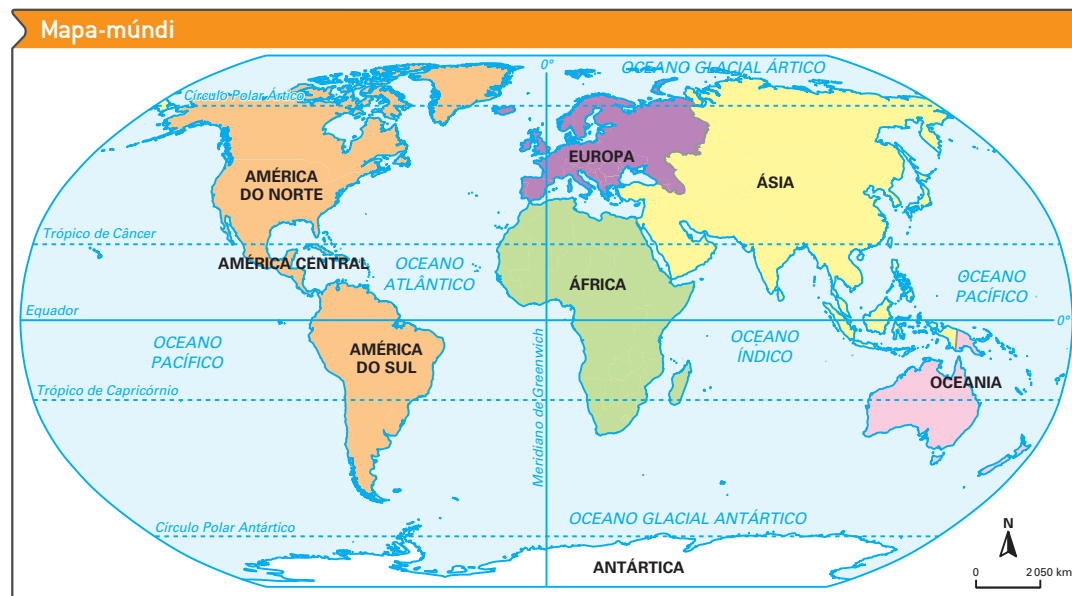 Mapa-múndi
0°
OCEANO GLACIAL ÁRTICO
Círculo Polar Ártico
EUROPA
AMÉRICA
DO NORTE
ÁSIA
Trópico de Câncer
AMÉRICA CENTRAL
OCEANO
ATLÂNTICO
ÁFRICA
OCEANO
PACÍFICO
Equador
0°
OCEANO
PACÍFICO
AMÉRICA
DO SUL
Meridiano de Greenwich
OCEANO
ÍNDICO
OCEANIA
Trópico de Capricórnio
Círculo Polar Antártico
OCEANO GLACIAL ANTÁRTICO
ANTÁRTICA
N
0 2 050 km